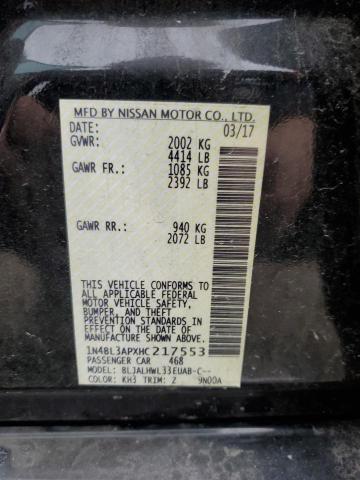 MFD BY NISSAN MOTOR CO., LTD.
DATE: 03/17
GVWR: 2002 KG
4414 LB
GAWR FR.: 1085 KG
2392 LB
GAWR RR.: 940 KG
2072 LB
THIS VEHICLE CONFORMS TO
ALL APPLICABLE FEDERAL
MOTOR VEHICLE SAFETY,
BUMPER, AND THEFT
PREVENTION STANDARDS IN
EFFECT ON THE DATE OF
MANUFACTURE SHOWN ABOVE.
1N4BL3APXHC217553
PASSENGER CAR 468
MODEL: BLJALHWL33EUAB-C--
COLOR: KH3 TRIM: Z 9N00A